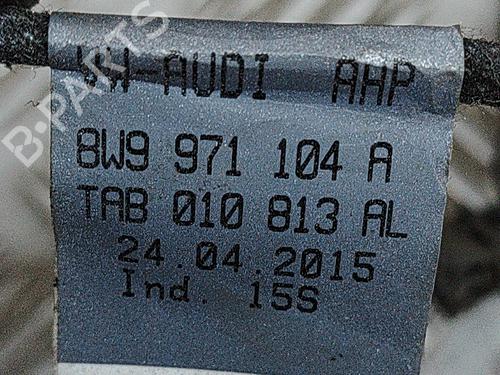 VW-AUDI AHP
8W9 971 104 A
TAB 010 813 AL
24.04.2015
Ind. 15S
B-PARTS